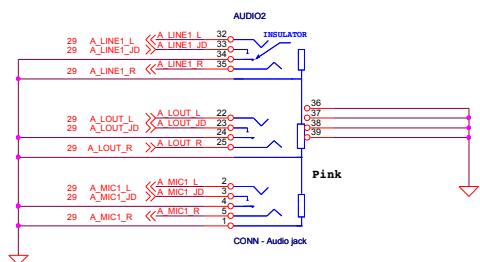 AUDIO2
29 A_LINE1_L A_LINE1_L 32 INSULATOR
29 A_LINE1_JD 33
34
29 A_LINE1_R A_LINE1_R 35
36
37
38
39
29 A_LOUT_L A_LOUT_L 22
29 A_LOUT_JD A_LOUT_JD 23
24
29 A_LOUT_R A_LOUT_R 25
Pink
29 A_MIC1_L A_MIC1_L 2
29 A_MIC1_JD A_MIC1_JD 3
4
29 A_MIC1_R A_MIC1_R 5
1
CONN - Audio jack